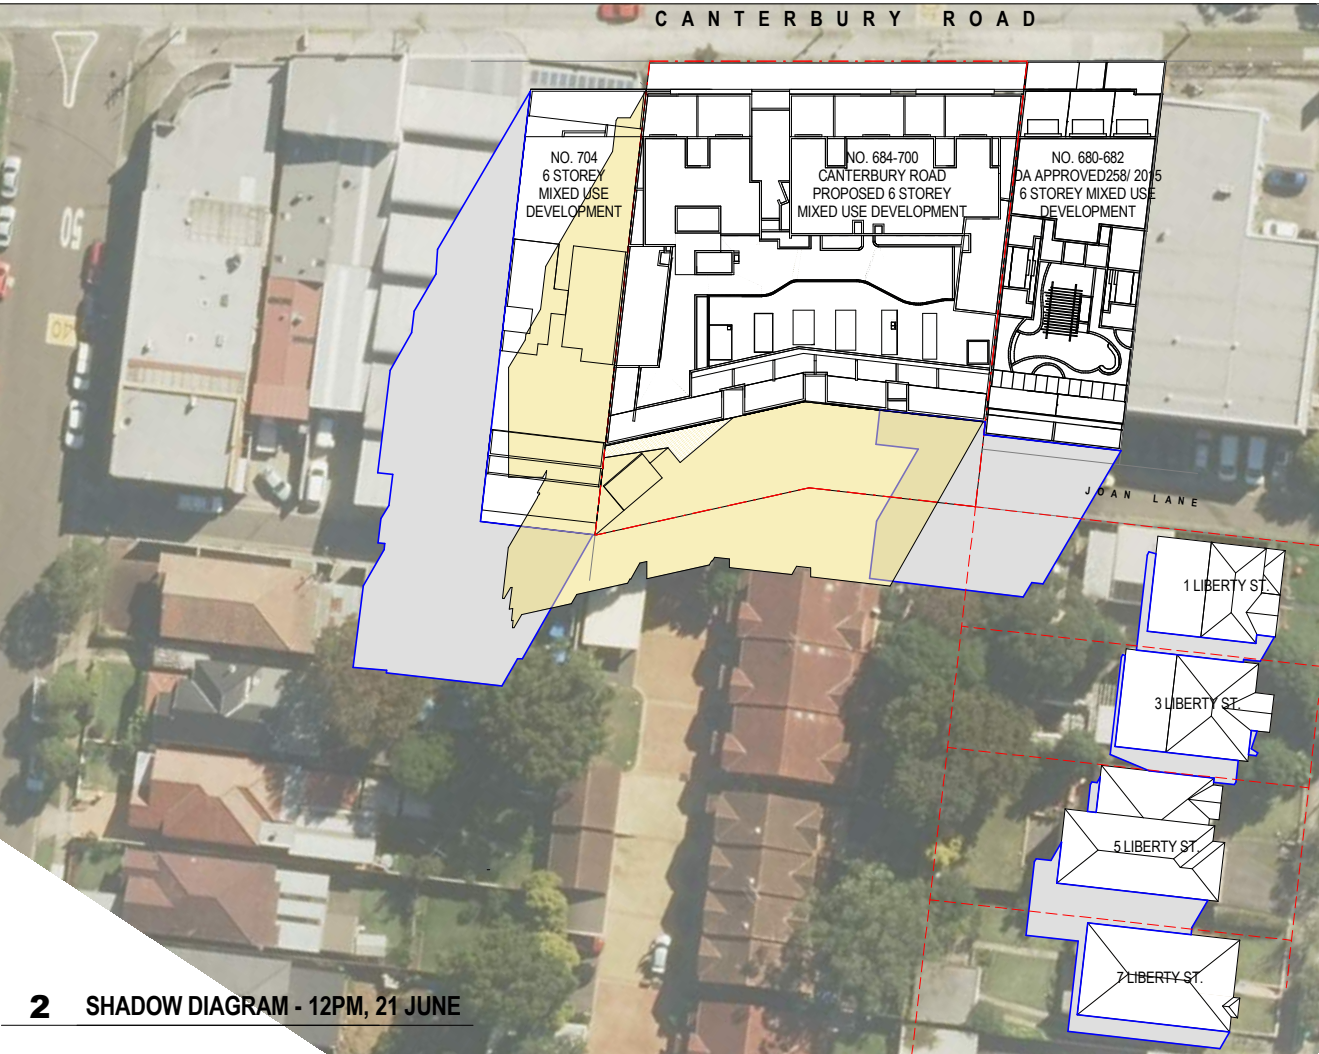 CANTERBURY ROAD
NO. 704
6 STOREY
MIXED USE
DEVELOPMENT
NO. 684-700
CANTERBURY ROAD
PROPOSED 6 STOREY
MIXED USE DEVELOPMENT
NO. 680-682
DA APPROVED258/ 2015
6 STOREY MIXED USE
DEVELOPMENT
50
40
JOAN LANE
1 LIBERTY ST.
3 LIBERTY ST.
5 LIBERTY ST.
7 LIBERTY ST.
2 SHADOW DIAGRAM - 12PM, 21 JUNE